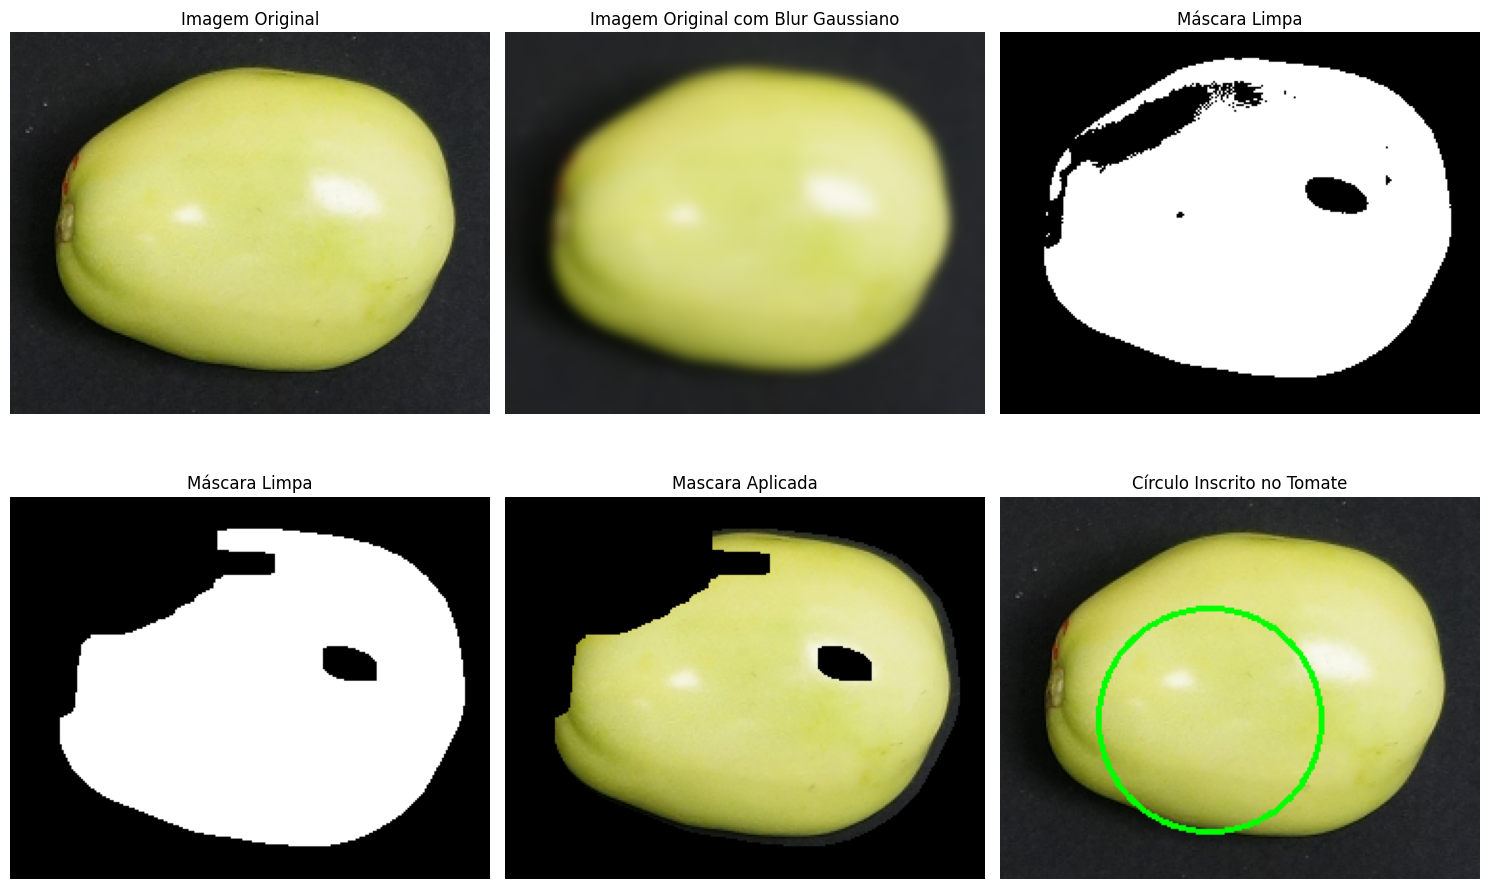 Imagem Original
Imagem Original com Blur Gaussiano
Máscara Limpa
Máscara Limpa
Mascara Aplicada
Círculo Inscrito no Tomate